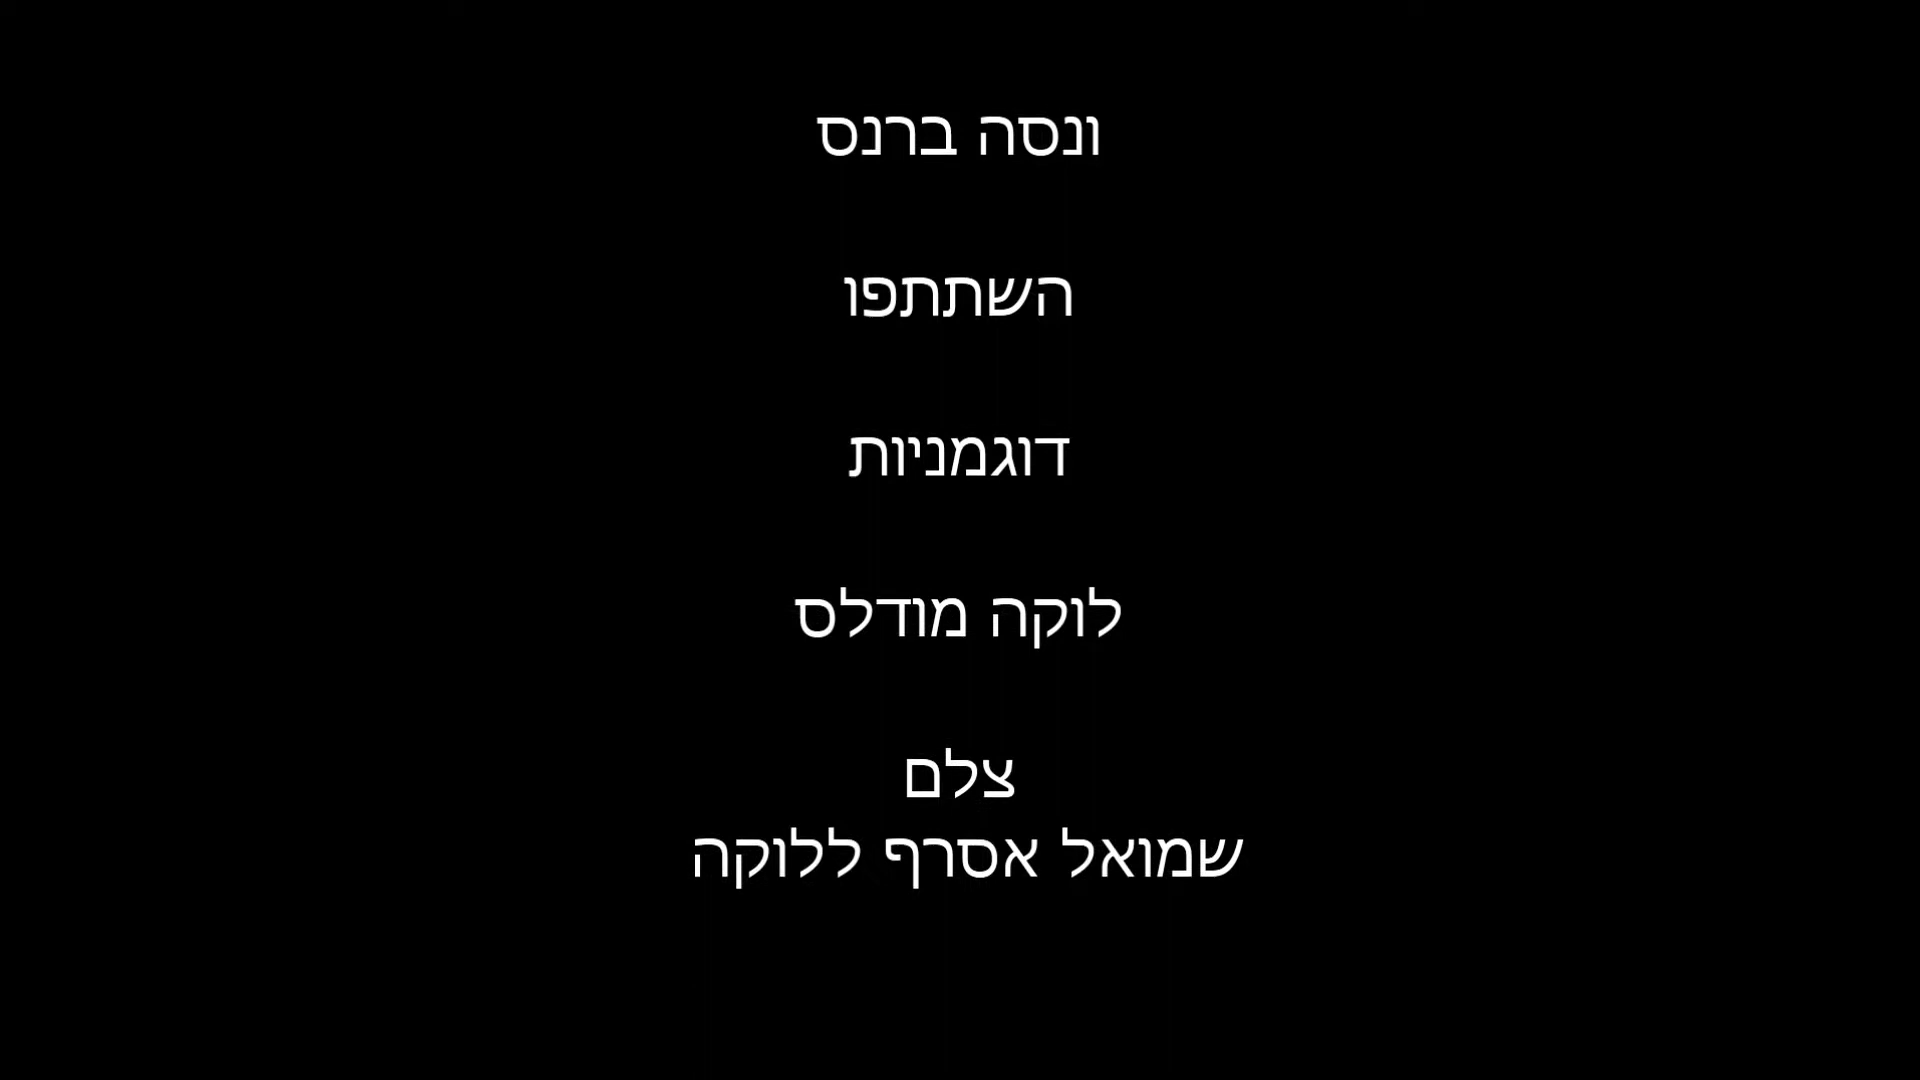 ונסה ברנס
השתתפו
דוגמניות
לוקה מודלס
צלם
שמואל אסרף ללוקה